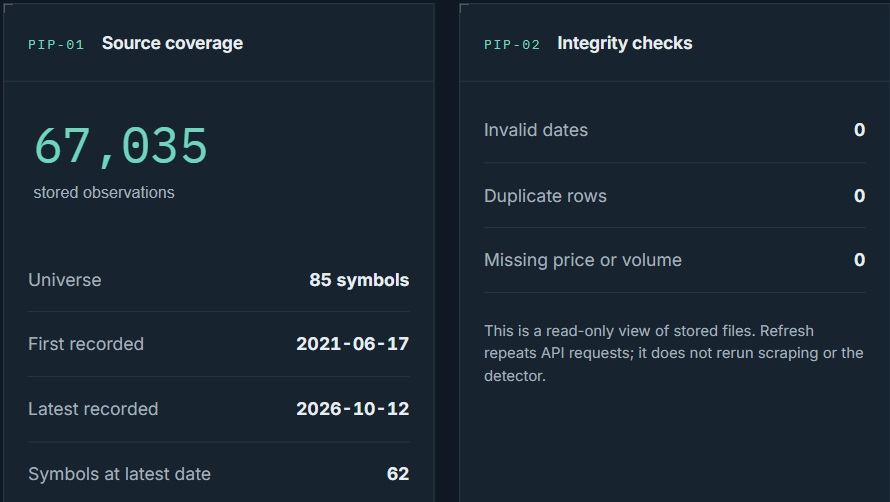 PIP-01 Source coverage
67,035
stored observations
Universe 85 symbols
First recorded 2021-06-17
Latest recorded 2026-10-12
Symbols at latest date 62
PIP-02 Integrity checks
Invalid dates 0
Duplicate rows 0
Missing price or volume 0
This is a read-only view of stored files. Refresh
repeats API requests; it does not rerun scraping or the
detector.